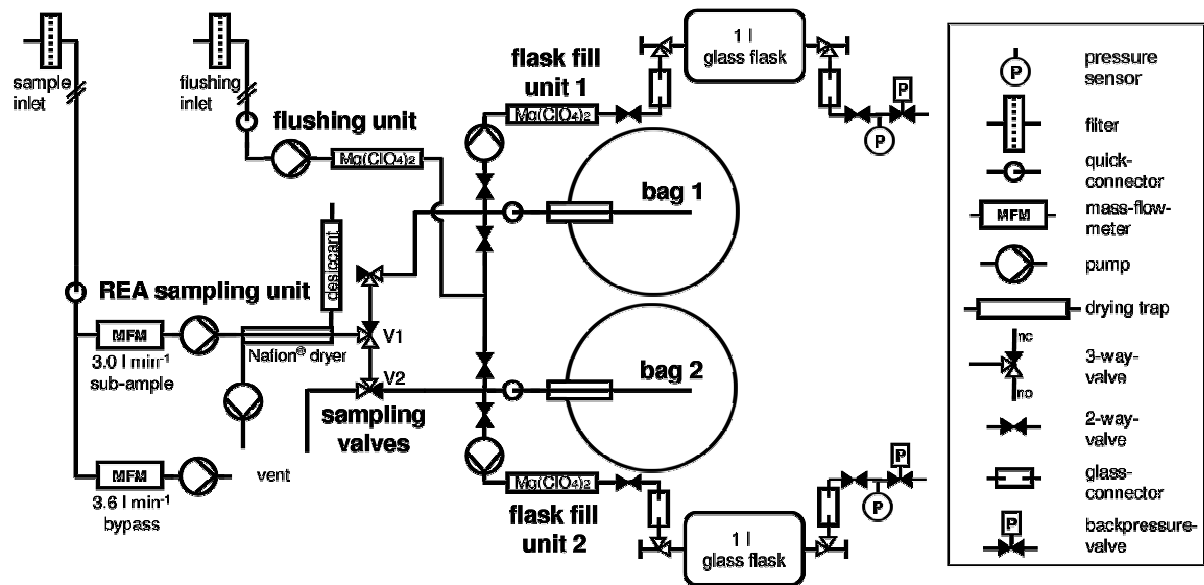 sample
inlet
flushing
inlet
flushing unit
Mg(ClO4)2
flask fill
unit 1
Mg(ClO4)2
1 l
glass flask
P
P
bag 1
REA sampling unit
desiccant
MFM
3.0 l min-1
sub-ample
Nafion® dryer
V1
V2
sampling
valves
bag 2
MFM
3.6 l min-1
bypass
vent
Mg(ClO4)2
flask fill
unit 2
1 l
glass flask
P
P
P
pressure
sensor
filter
quick-
connector
MFM
mass-flow-
meter
pump
drying trap
nc
no
3-way-
valve
2-way-
valve
glass-
connector
P
backpressure-
valve